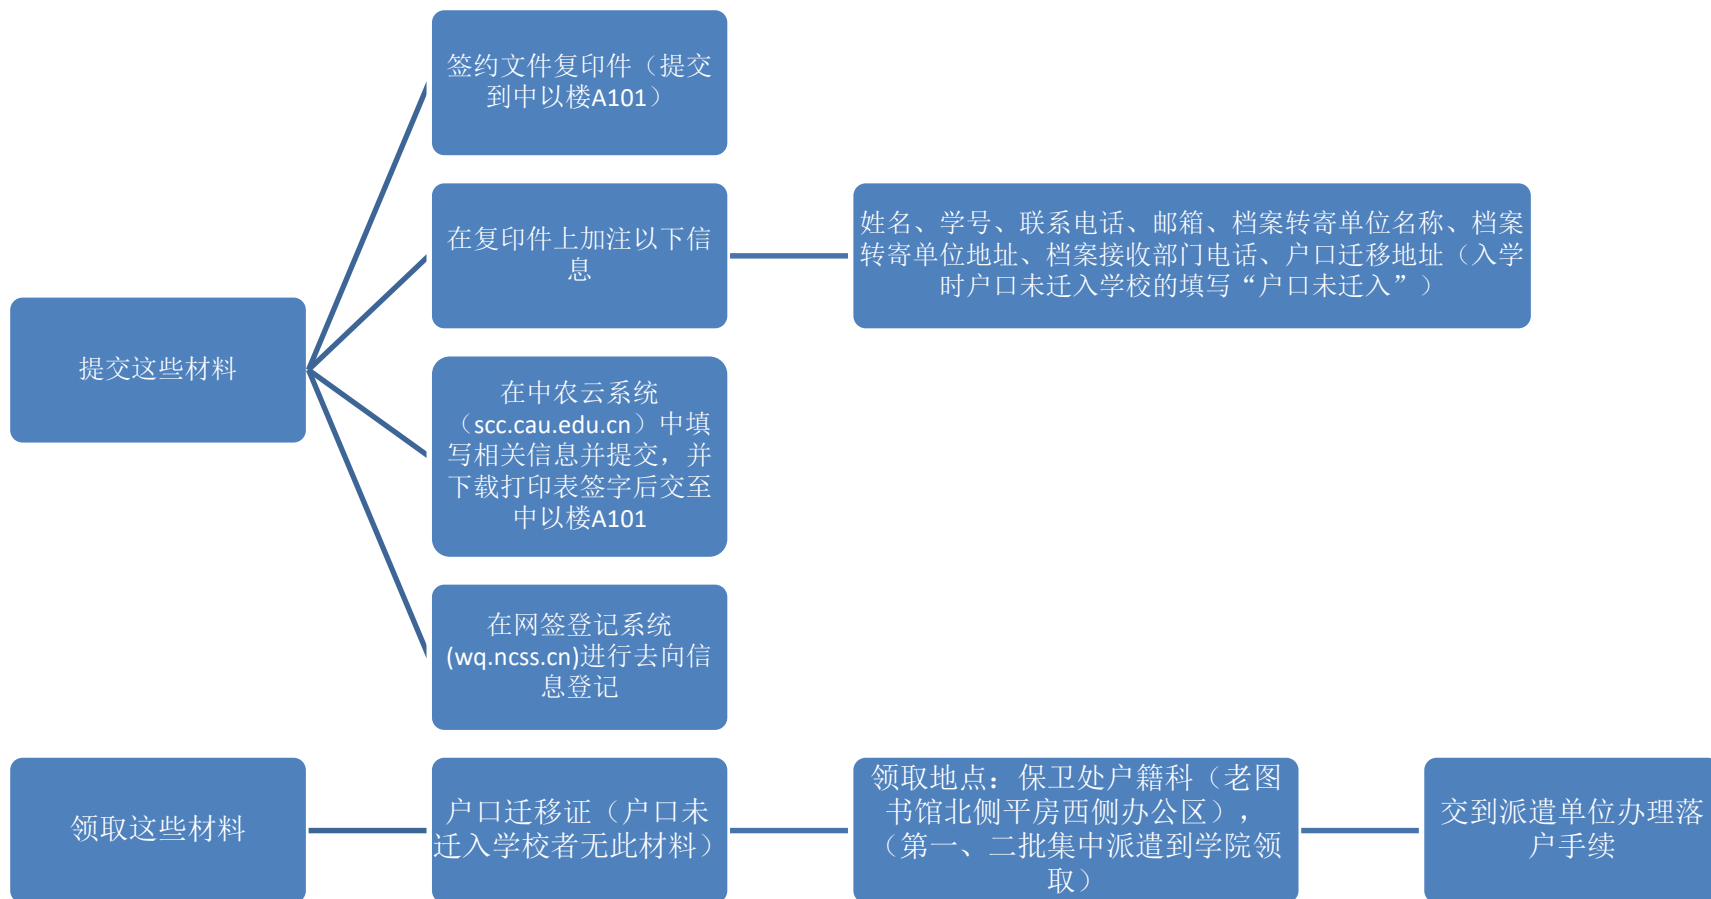 签约文件复印件（提交
到中以楼A101）
在复印件上加注以下信
息
姓名、学号、联系电话、邮箱、档案转寄单位名称、档案
转寄单位地址、档案接收部门电话、户口迁移地址（入学
时户口未迁入学校的填写“户口未迁入”）
提交这些材料
在中农云系统
（scc.cau.edu.cn）中填
写相关信息并提交，并
下载打印表签字后交至
中以楼A101
在网签登记系统
(wq.ncss.cn)进行去向信
息登记
领取这些材料
户口迁移证（户口未
迁入学校者无此材料）
领取地点：保卫处户籍科（老图
书馆北侧平房西侧办公区），
（第一、二批集中派遣到学院领
取）
交到派遣单位办理落
户手续